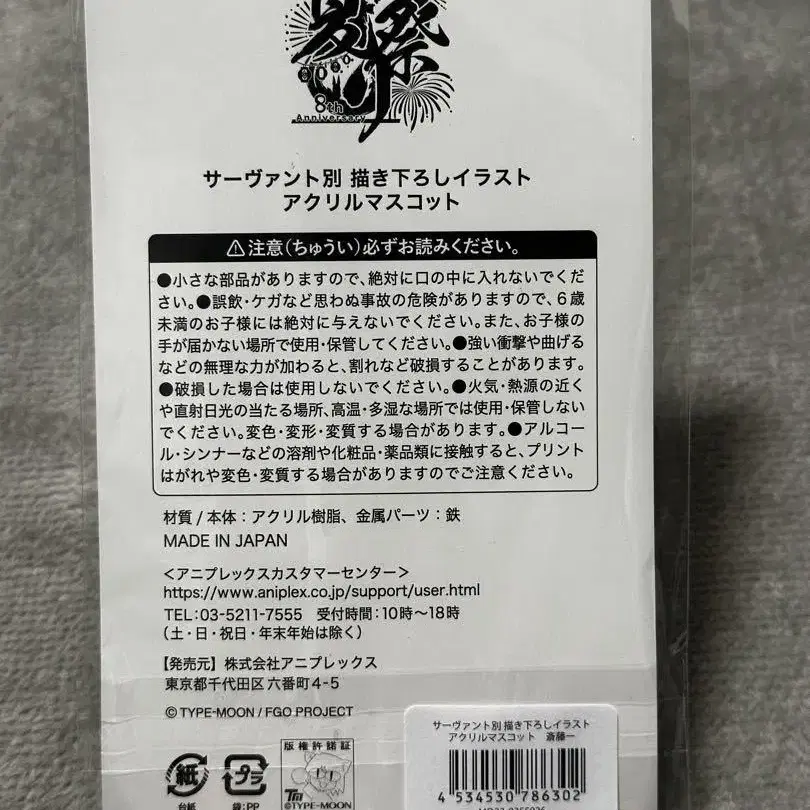 夏祭
8th
Anniversary
サーヴァント別 描き下ろしイラスト
アクリルマスコット
⚠注意(ちゅうい)必ずお読みください。
●小さな部品がありますので、絶対に口の中に入れないでくだ
さい。●誤飲・ケガなど思わぬ事故の危険がありますので、6歳
未満のお子様には絶対に与えないでください。また、お子様の
手が届かない場所で使用・保管してください。●強い衝撃や曲げる
などの無理な力が加わると、割れなど破損することがあります。
●破損した場合は使用しないでください。●火気・熱源の近く
や直射日光の当たる場所、高温・多湿な場所では使用・保管しない
でください。変色・変形・変質する場合があります。●アルコー
ル・シンナーなどの溶剤や化粧品・薬品類に接触すると、プリント
はがれや変色・変質する場合がありますのでご注意ください。
材質/本体:アクリル樹脂、金属パーツ:鉄
MADE IN JAPAN
<アニプレックスカスタマーセンター>
https://www.aniplex.co.jp/support/user.html
TEL:03-5211-7555 受付時間:10時~18時
(土・日・祝日・年末年始は除く)
【発売元】株式会社アニプレックス
東京都千代田区六番町4-5
©TYPE-MOON / FGO PROJECT
紙
台紙
プラ
袋:PP
版権許諾証
TM
©TYPE-MOON
サーヴァント別 描き下ろしイラスト
アクリルマスコット 斎藤一
4 534530 786302